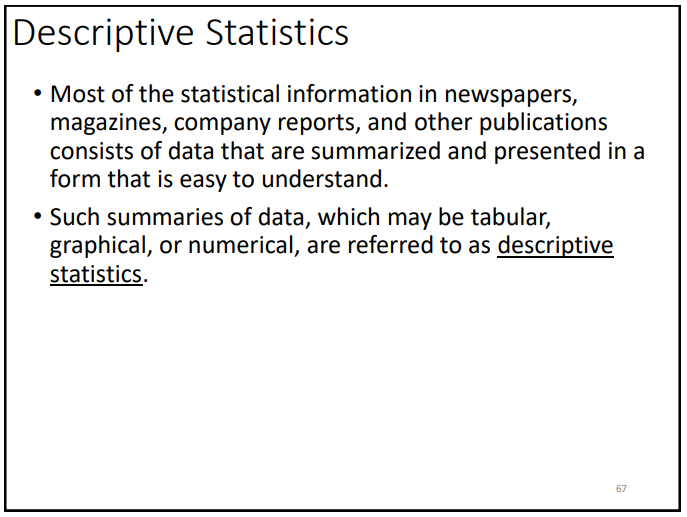 Descriptive Statistics
• Most of the statistical information in newspapers,
magazines, company reports, and other publications
consists of data that are summarized and presented in a
form that is easy to understand.
• Such summaries of data, which may be tabular,
graphical, or numerical, are referred to as descriptive
statistics.
67